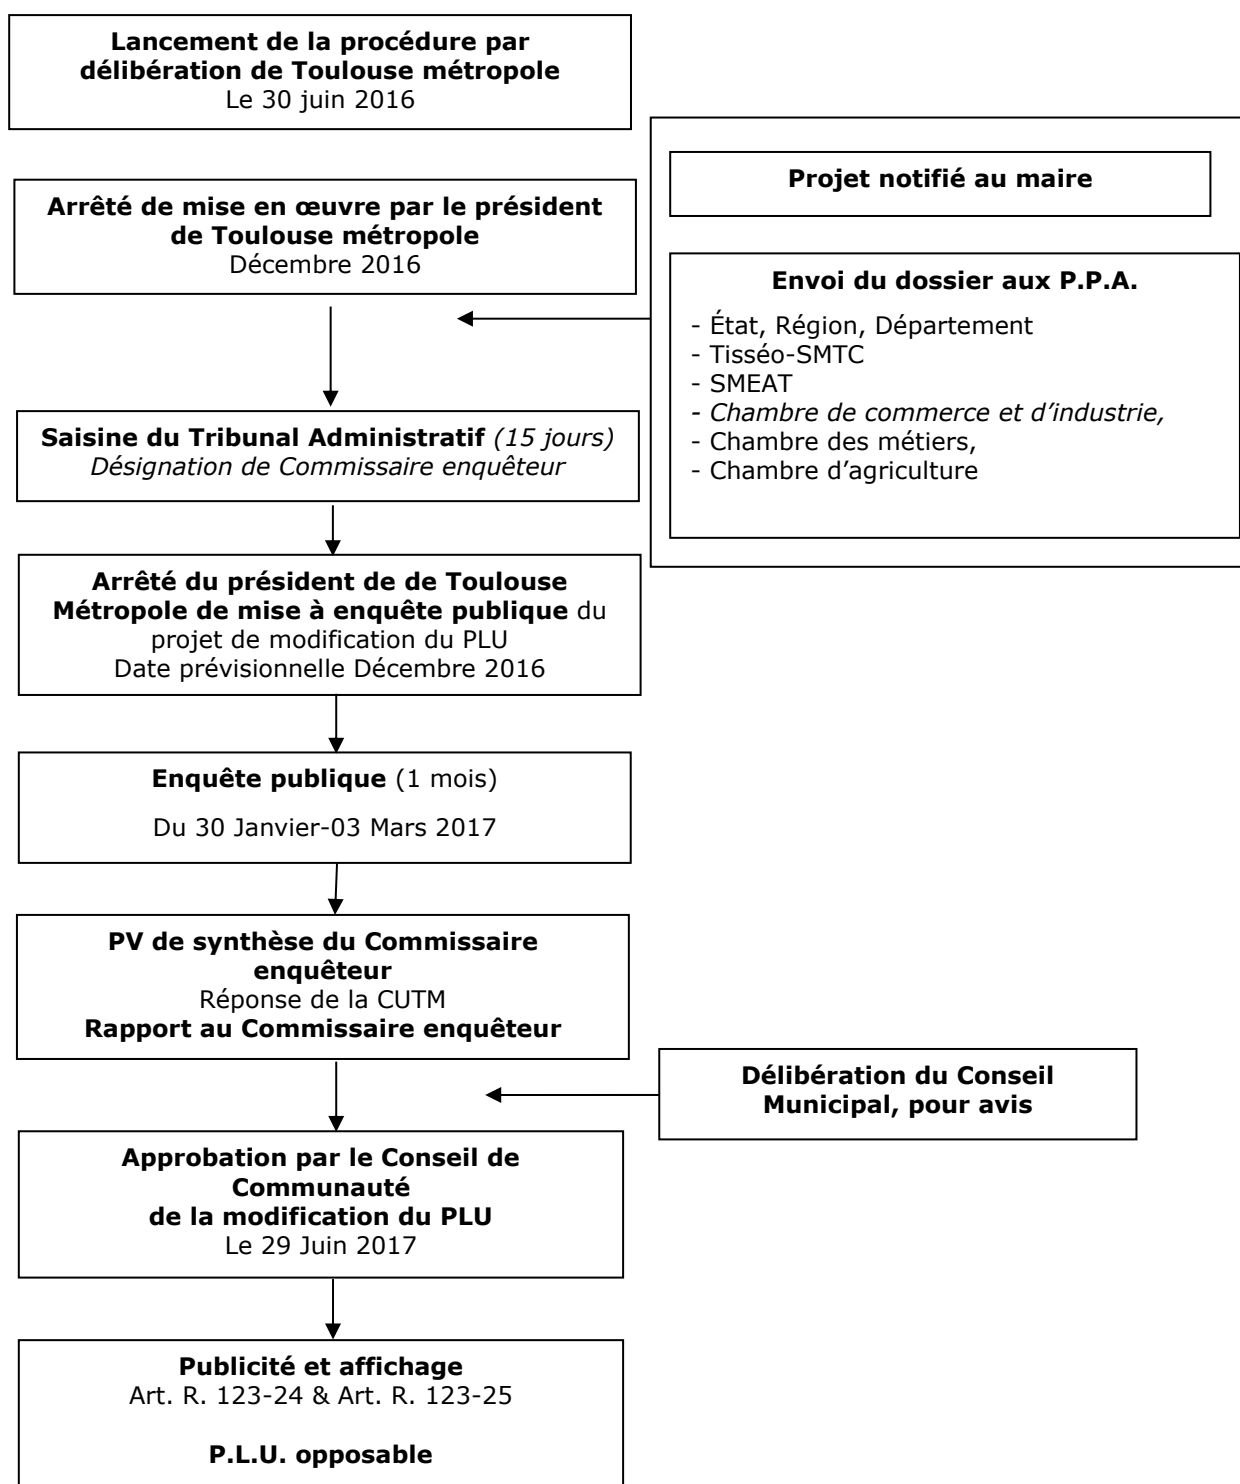 Lancement de la procédure par
délibération de Toulouse métropole
Le 30 juin 2016
Arrêté de mise en œuvre par le président
de Toulouse métropole
Décembre 2016
Projet notifié au maire
Envoi du dossier aux P.P.A.
- État, Région, Département
- Tisséo-SMTC
- SMEAT
- Chambre de commerce et d’industrie,
- Chambre des métiers,
- Chambre d’agriculture
Saisine du Tribunal Administratif (15 jours)
Désignation de Commissaire enquêteur
Arrêté du président de de Toulouse
Métropole de mise à enquête publique du
projet de modification du PLU
Date prévisionnelle Décembre 2016
Enquête publique (1 mois)
Du 30 Janvier-03 Mars 2017
PV de synthèse du Commissaire
enquêteur
Réponse de la CUTM
Rapport au Commissaire enquêteur
Délibération du Conseil
Municipal, pour avis
Approbation par le Conseil de
Communauté
de la modification du PLU
Le 29 Juin 2017
Publicité et affichage
Art. R. 123-24 & Art. R. 123-25
P.L.U. opposable